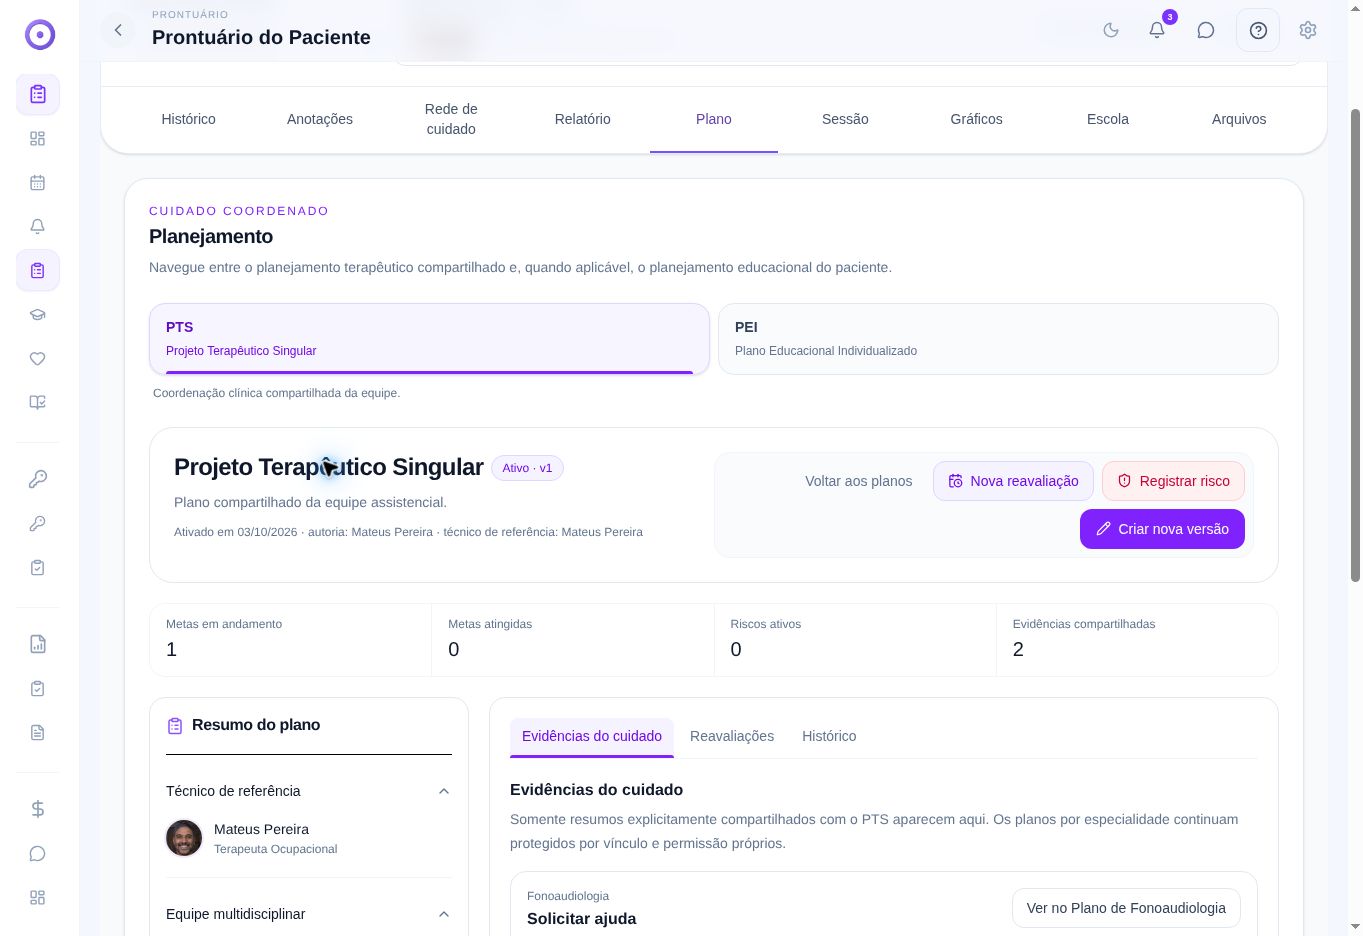 PRONTUÁRIO
Prontuário do Paciente
3
Histórico
Anotações
Rede de
cuidado
Relatório
Plano
Sessão
Gráficos
Escola
Arquivos
CUIDADO COORDENADO
Planejamento
Navegue entre o planejamento terapêutico compartilhado e, quando aplicável, o planejamento educacional do paciente.
PTS
Projeto Terapêutico Singular
PEI
Plano Educacional Individualizado
Coordenação clínica compartilhada da equipe.
Projeto Terapêutico Singular
Ativo · v1
Plano compartilhado da equipe assistencial.
Ativado em 03/10/2026 · autoria: Mateus Pereira · técnico de referência: Mateus Pereira
Voltar aos planos
Nova reavaliação
Registrar risco
Criar nova versão
Metas em andamento
1
Metas atingidas
0
Riscos ativos
0
Evidências compartilhadas
2
Resumo do plano
Técnico de referência
Mateus Pereira
Terapeuta Ocupacional
Equipe multidisciplinar
Evidências do cuidado
Reavaliações
Histórico
Evidências do cuidado
Somente resumos explicitamente compartilhados com o PTS aparecem aqui. Os planos por especialidade continuam
protegidos por vínculo e permissão próprios.
Fonoaudiologia
Solicitar ajuda
Ver no Plano de Fonoaudiologia